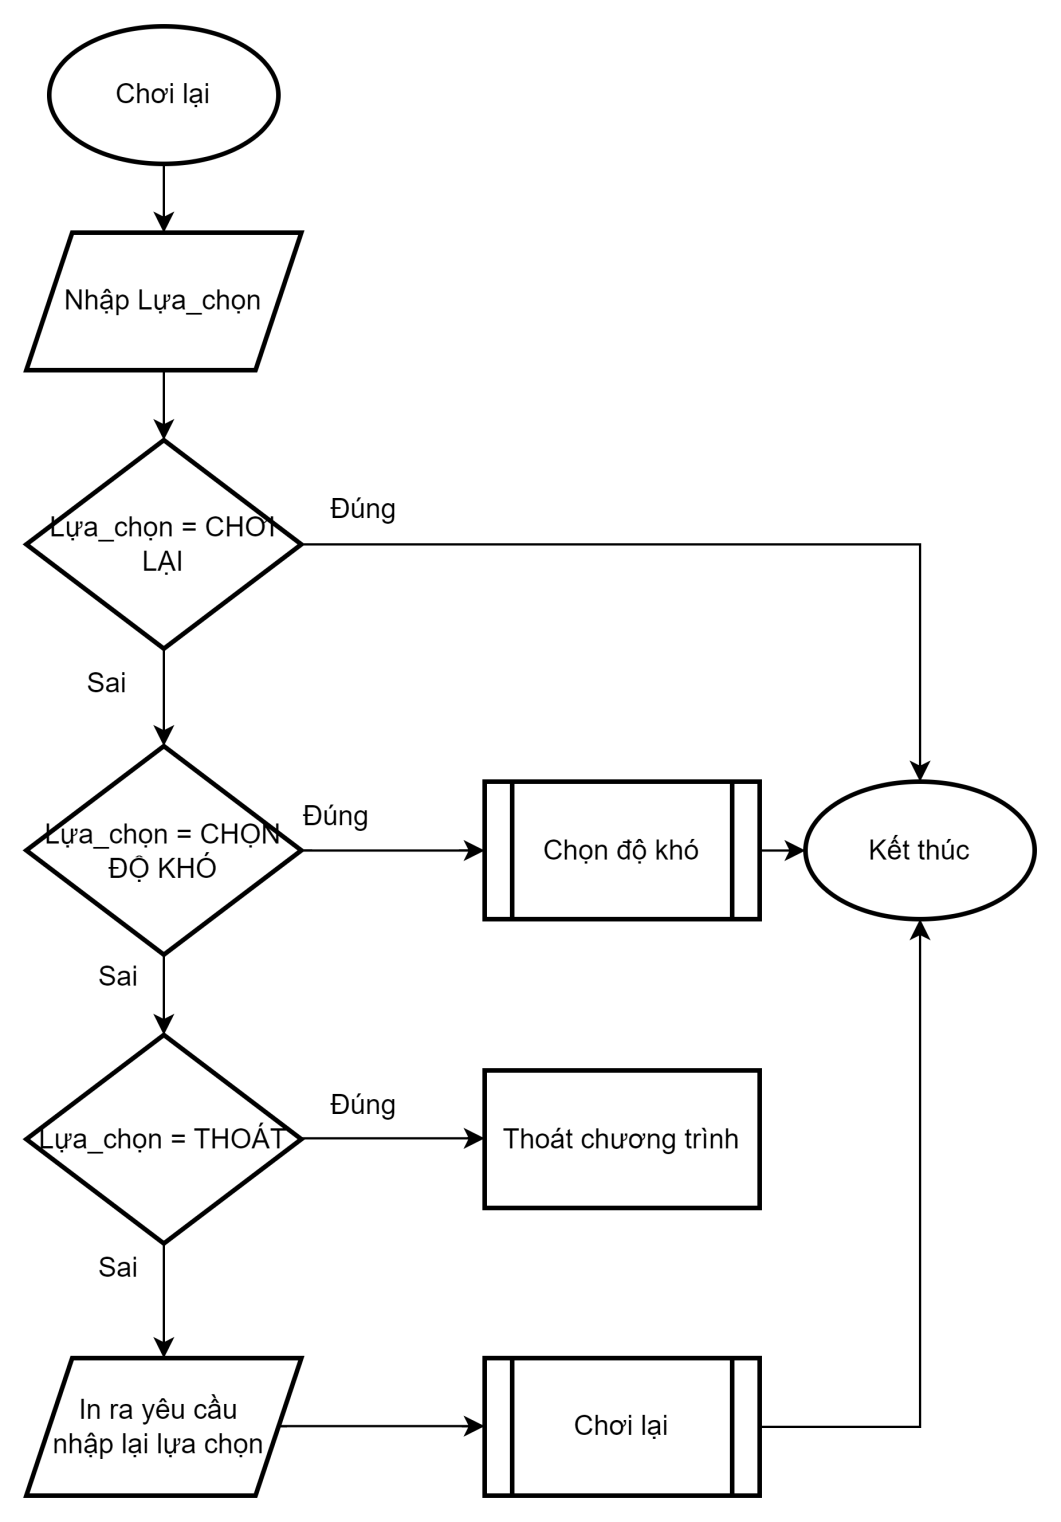 Chơi lại
Nhập Lựa_chọn
Lựa_chọn = CHƠI
LẠI
Đúng
Sai
Lựa_chọn = CHỌN
ĐỘ KHÓ
Đúng
Chọn độ khó
Kết thúc
Sai
Lựa_chọn = THOÁT
Đúng
Thoát chương trình
Sai
In ra yêu cầu
nhập lại lựa chọn
Chơi lại